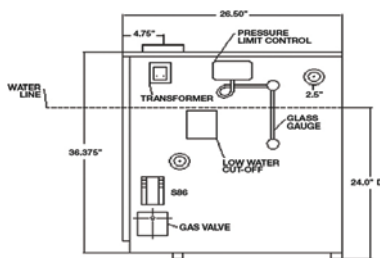 26.50"
4.75"
PRESSURE
LIMIT CONTROL
WATER
LINE
TRANSFORMER
2.5"
GLASS
GAUGE
36.375"
LOW WATER
CUT-OFF
24.0" D
S86
GAS VALVE